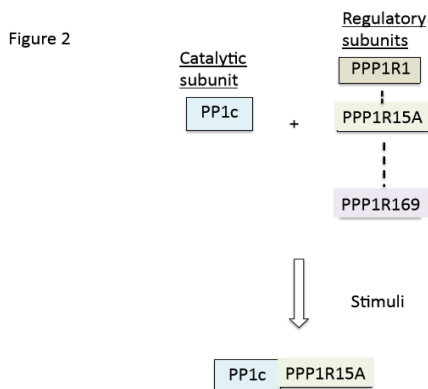 Figure 2
Regulatory
subunits
Catalytic
subunit
PPP1R1
PP1c
+
PPP1R15A
PPP1R169
Stimuli
PP1c
PPP1R15A